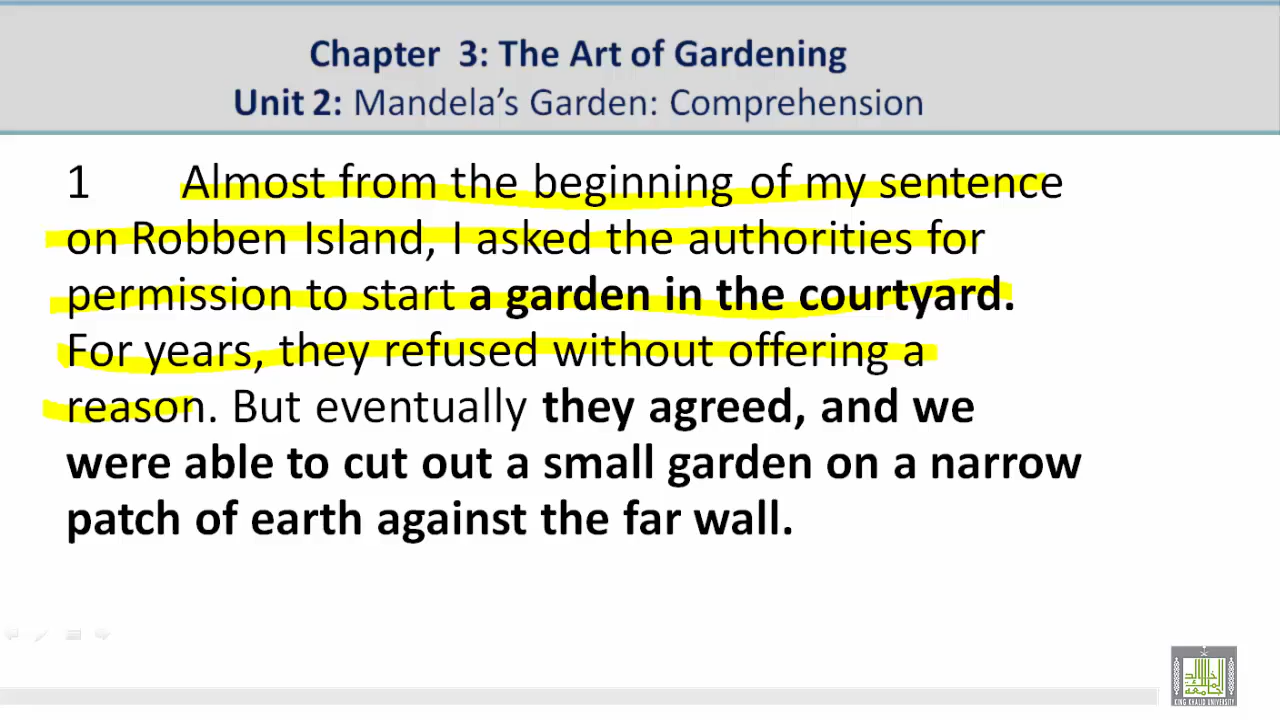 Chapter 3: The Art of Gardening
Unit 2: Mandela's Garden: Comprehension
1 Almost from the beginning of my sentence
on Robben Island, I asked the authorities for
permission to start a garden in the courtyard.
For years, they refused without offering a
reason. But eventually they agreed, and we
were able to cut out a small garden on a narrow
patch of earth against the far wall.
KING KHALID UNIVERSITY